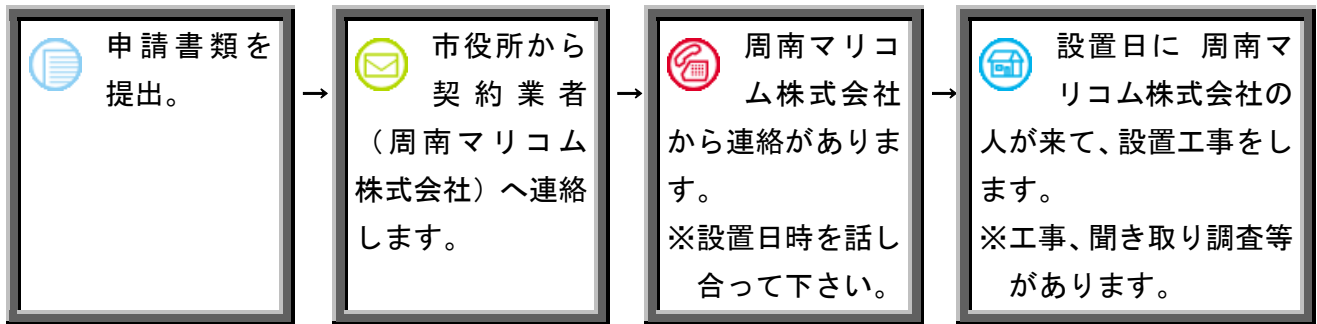 申請書類を
提出。
→
市役所から
契約業者
（周南マリコム
株式会社）へ連絡
します。
→
周南マリコ
ム株式会社
から連絡がありま
す。
※設置日時を話し
合って下さい。
→
設置日に 周南マ
リコム株式会社の
人が来て、設置工事をし
ます。
※工事、聞き取り調査等
があります。